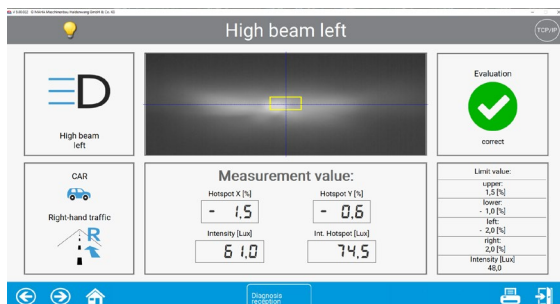 High beam left
TCP/IP
High beam
left
Evaluation
correct
CAR
Right-hand traffic
R
Measurement value:
Hotspot X [%]
Hotspot Y [%]
- 1,5
- 0,6
Intensity [Lux]
Int. Hotspot [Lux]
61,0
74,5
Limit value:
upper:
1,5 [%]
lower:
- 1,0 [%]
left:
- 2,0 [%]
right:
2,0 [%]
Intensity [Lux]
48,0
Diagnosis
reception